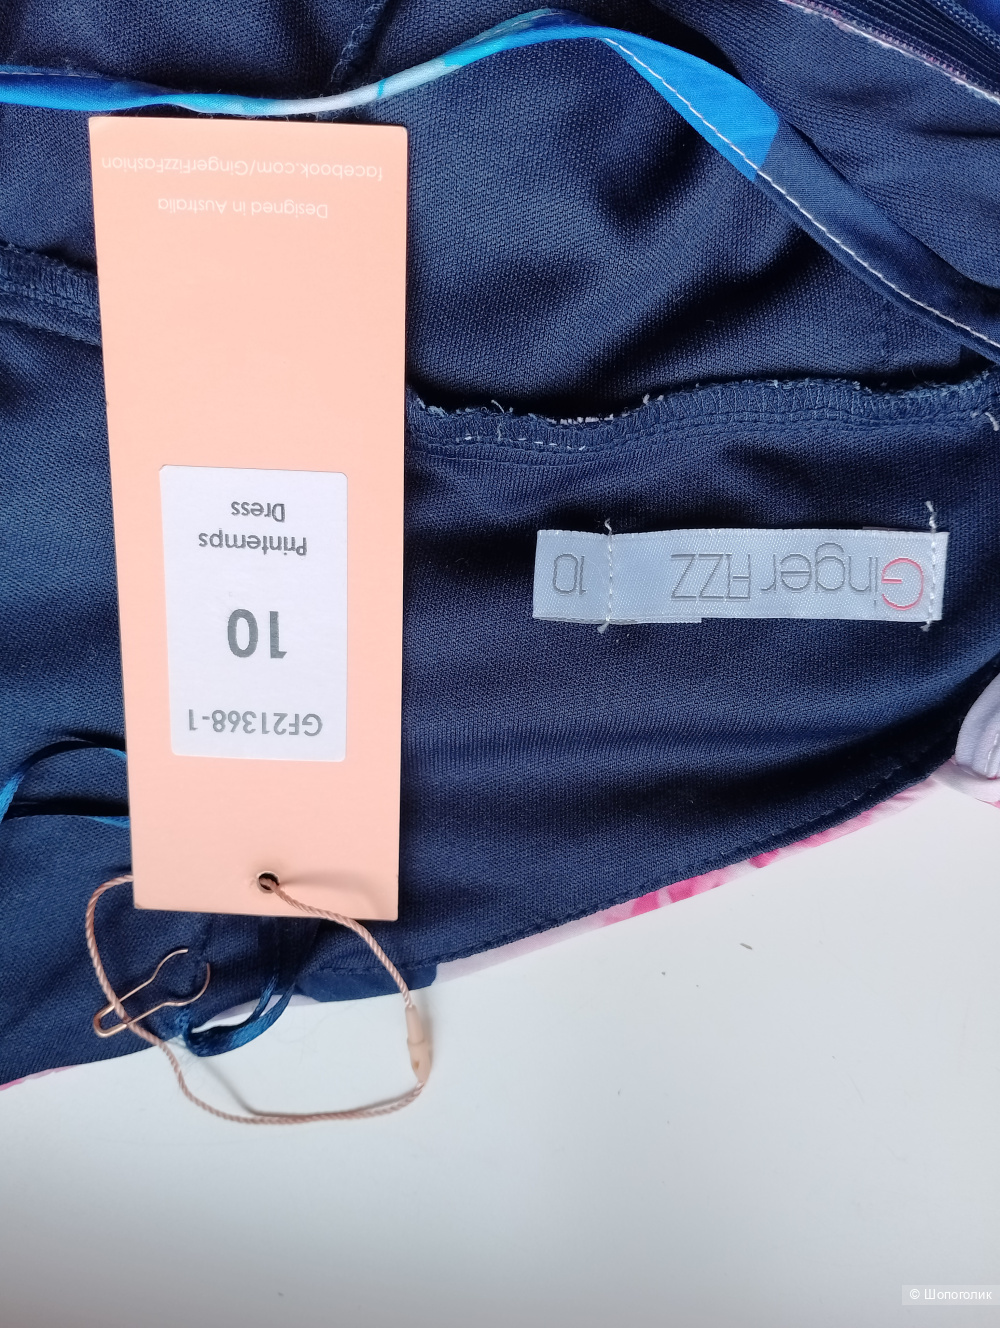 GF21368-1
10
Printemps
Dress
Designed in Australia
facebook.com/GingerFizzFashion
Ginger FIZZ
10
© Шопоголик